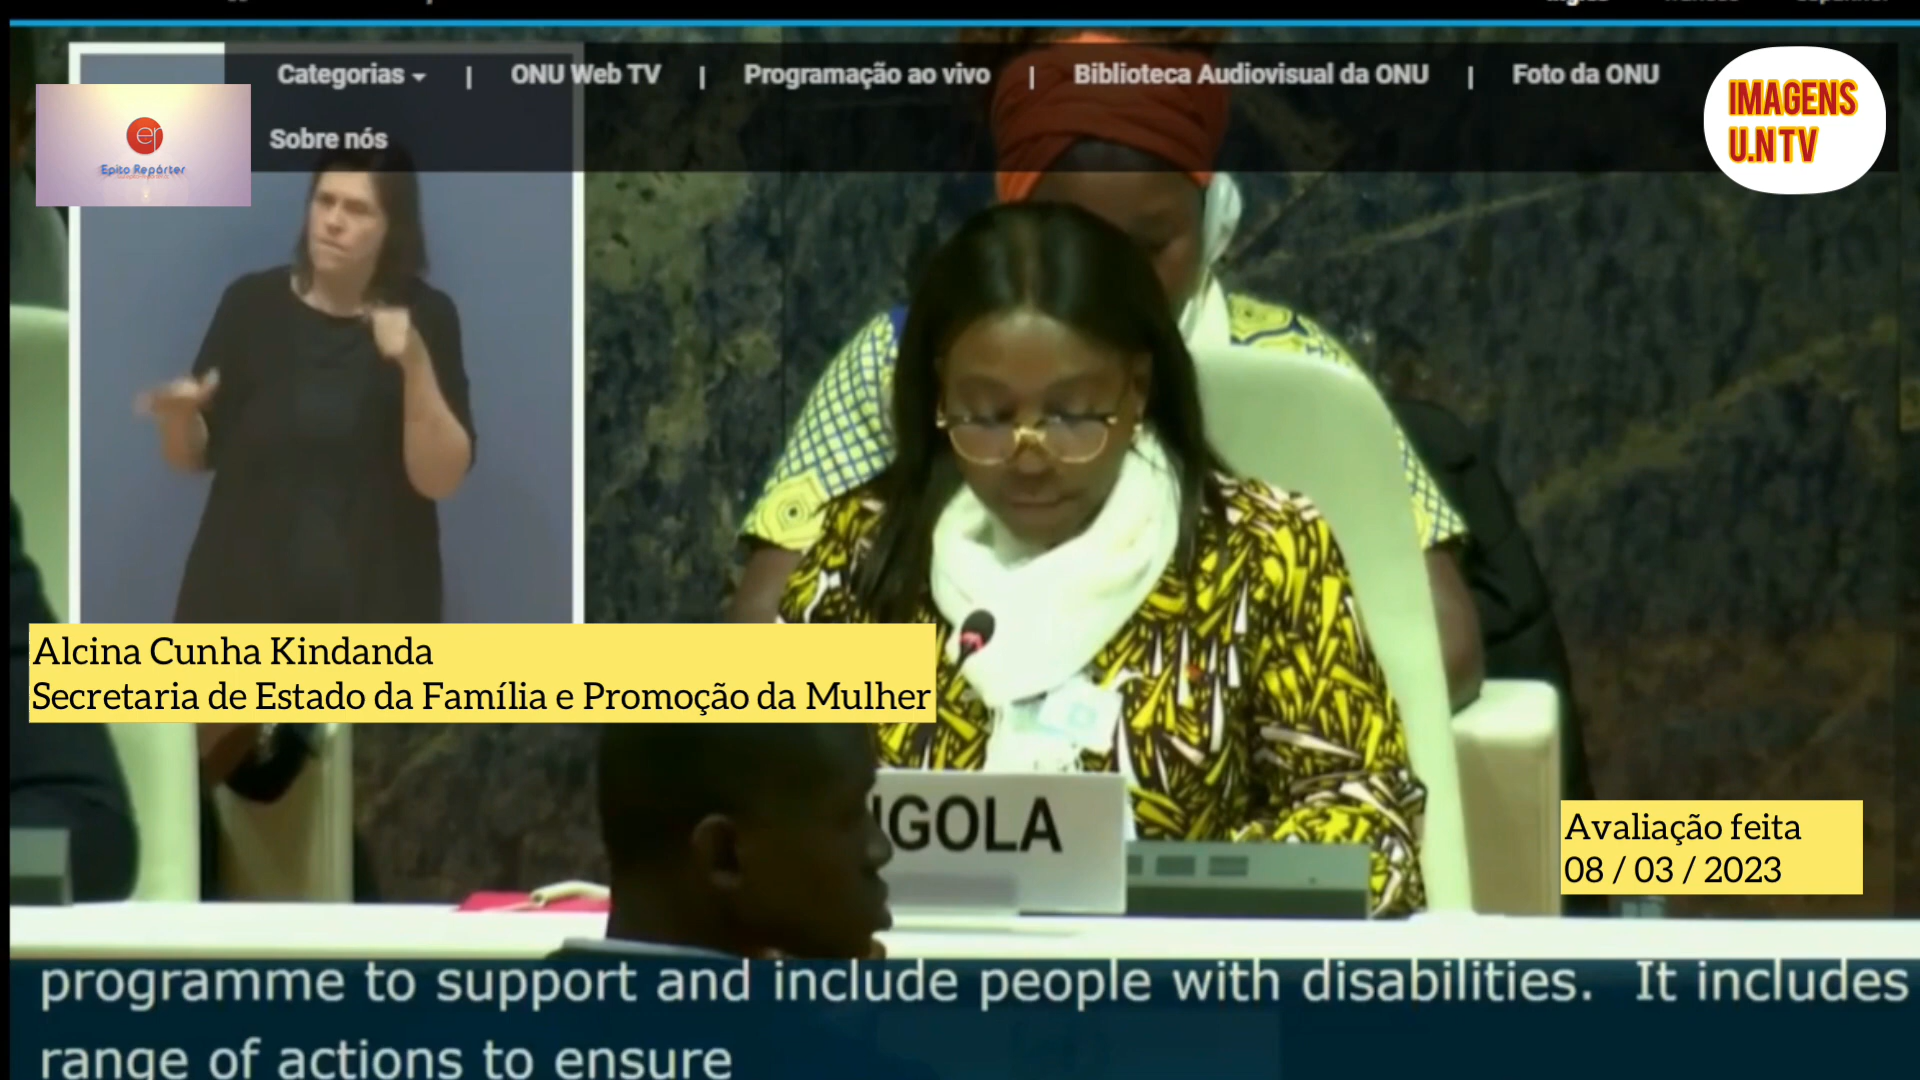 Categorias | ONU Web TV | Programação ao vivo | Biblioteca Audiovisual da ONU | Foto da ONU
Sobre nós
er
Epito Repórter
IMAGENS
U.N TV
Alcina Cunha Kindanda
Secretaria de Estado da Família e Promoção da Mulher
IGOLA
Avaliação feita
08 / 03 / 2023
programme to support and include people with disabilities. It includes
range of actions to ensure